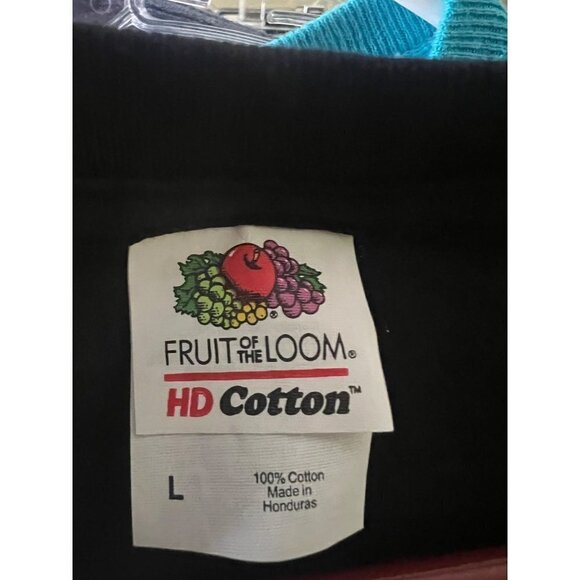 ®
FRUIT OF THE LOOM®
HD Cotton™
L
100% Cotton
Made in
Honduras